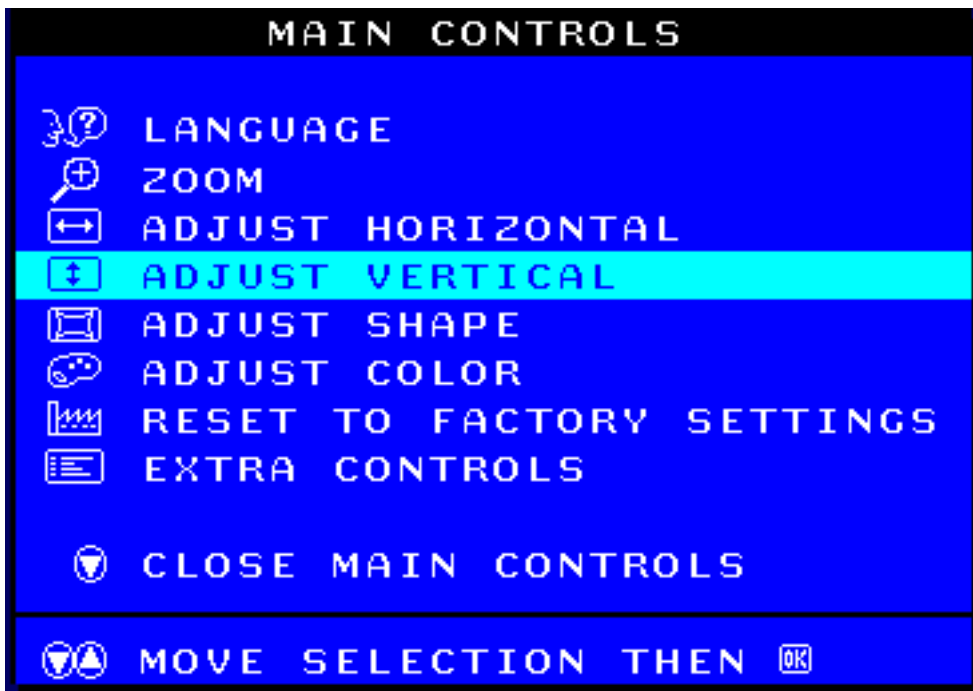 MAIN CONTROLS
LANGUAGE
ZOOM
ADJUST HORIZONTAL
ADJUST VERTICAL
ADJUST SHAPE
ADJUST COLOR
RESET TO FACTORY SETTINGS
EXTRA CONTROLS
CLOSE MAIN CONTROLS
MOVE SELECTION THEN OK